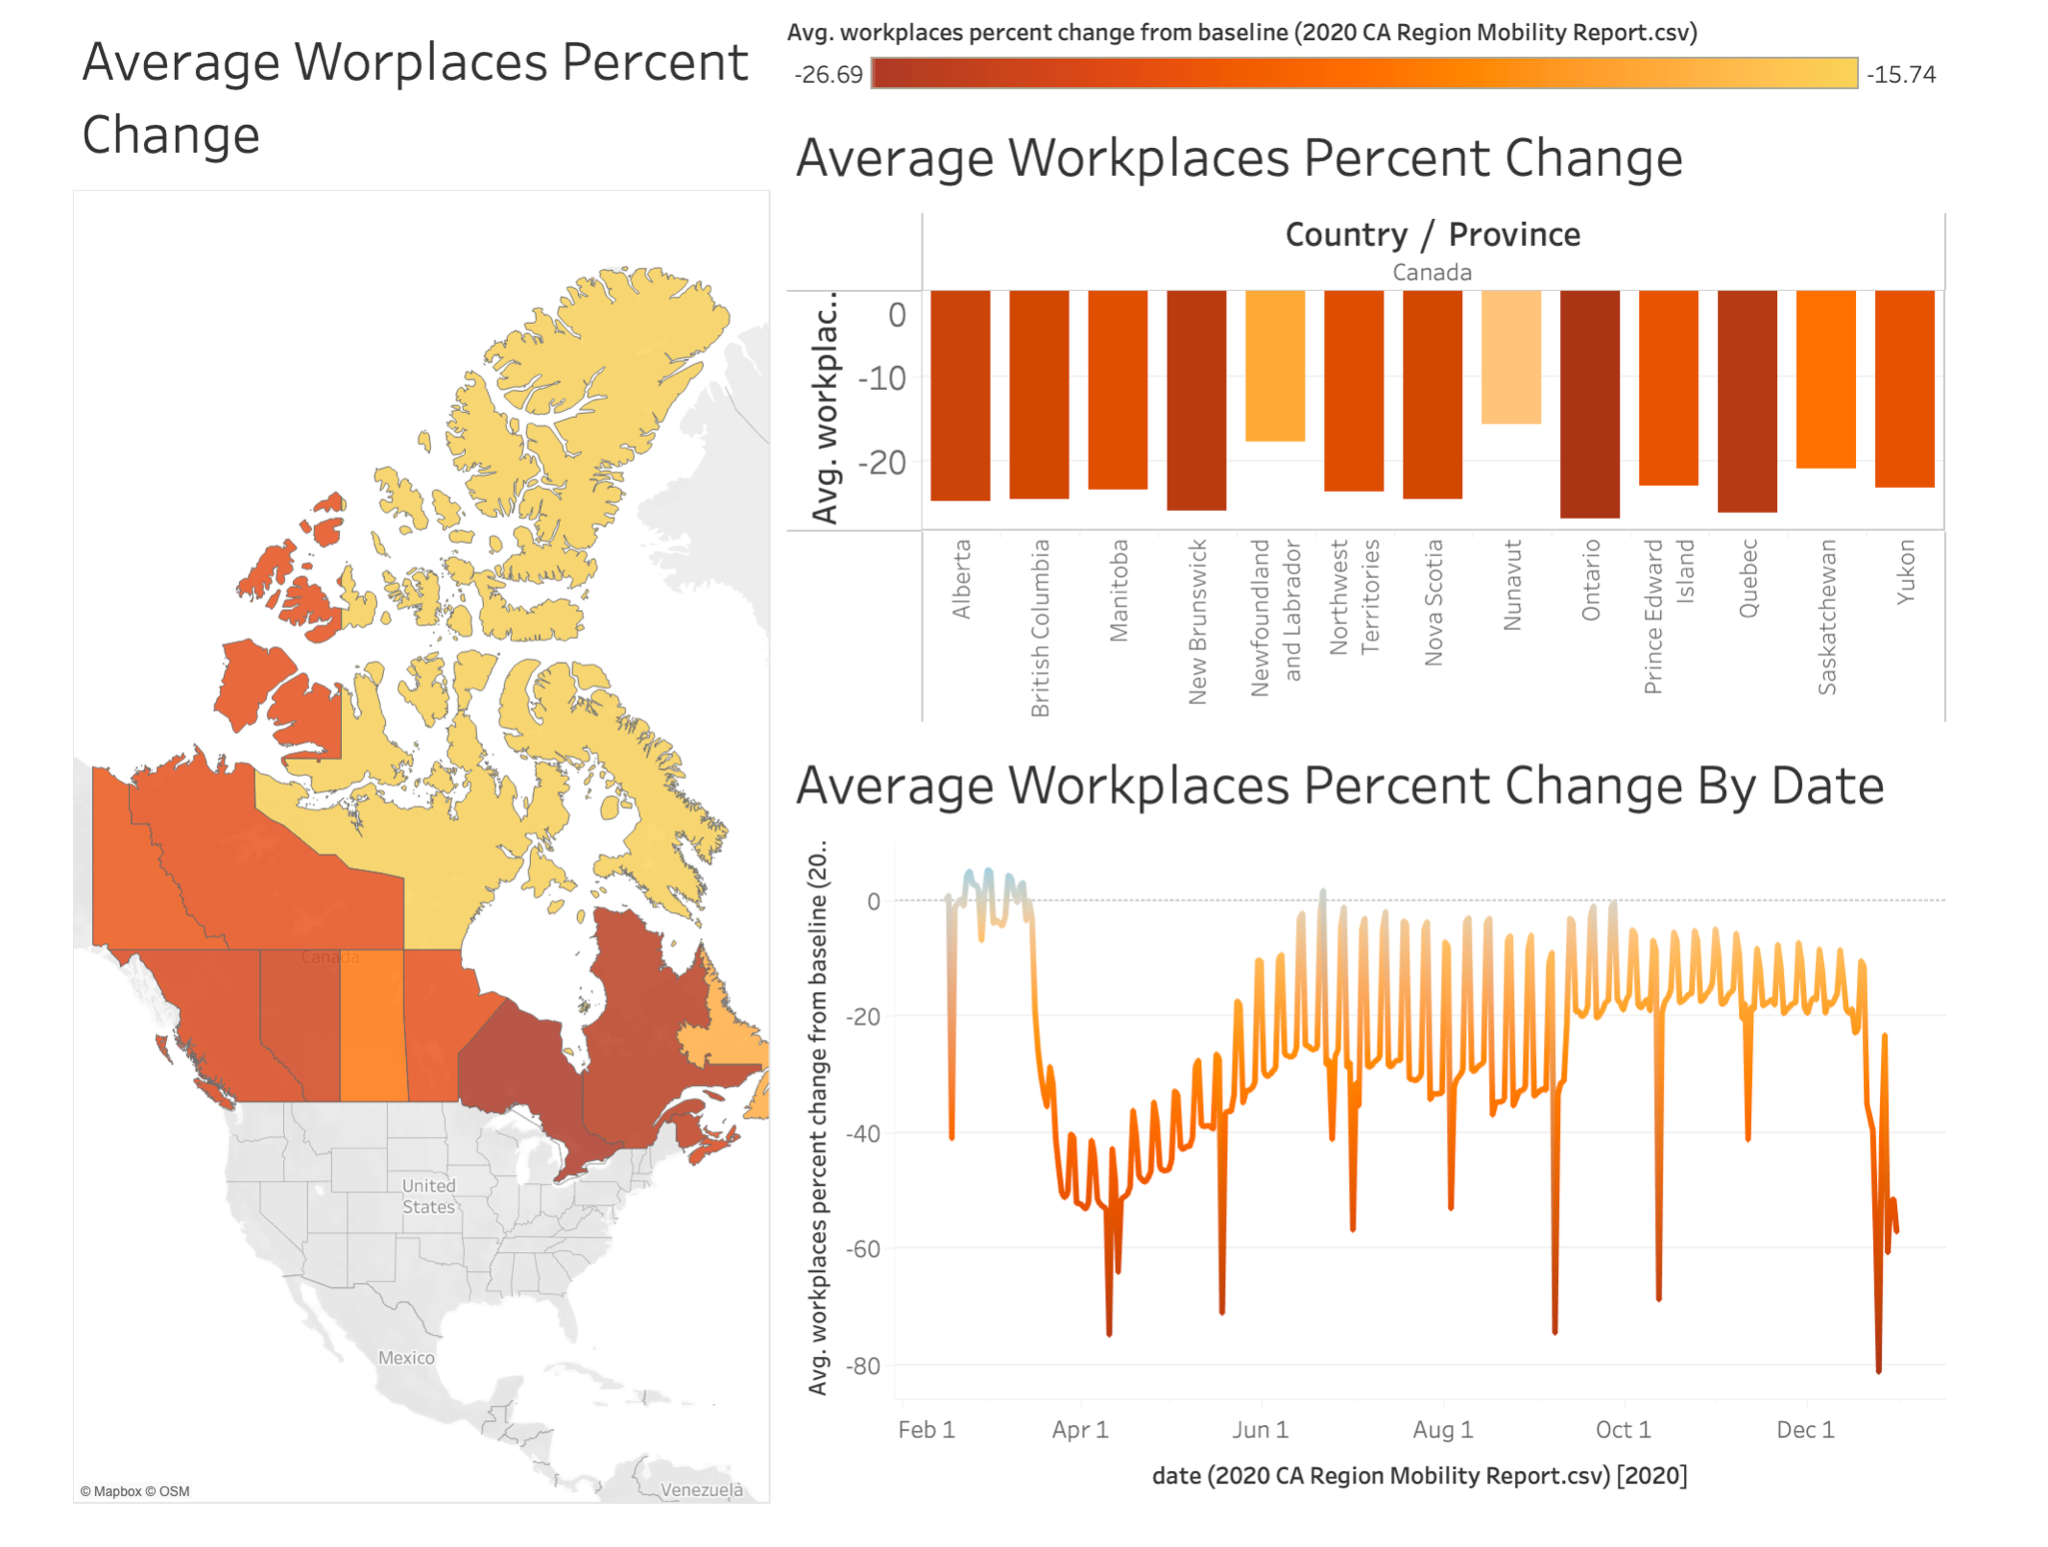 Average Worplaces Percent
Change
Canada
United
States
Mexico
Venezuela
© Mapbox © OSM
Avg. workplaces percent change from baseline (2020 CA Region Mobility Report.csv)
-26.69
-15.74
Average Workplaces Percent Change
Country / Province
Canada
Avg. workplac..
0
-10
-20
Alberta
British Columbia
Manitoba
New Brunswick
Newfoundland
and Labrador
Northwest
Territories
Nova Scotia
Nunavut
Ontario
Prince Edward
Island
Quebec
Saskatchewan
Yukon
Average Workplaces Percent Change By Date
Avg. workplaces percent change from baseline (20..
0
-20
-40
-60
-80
Feb 1
Apr 1
Jun 1
Aug 1
Oct 1
Dec 1
date (2020 CA Region Mobility Report.csv) [2020]